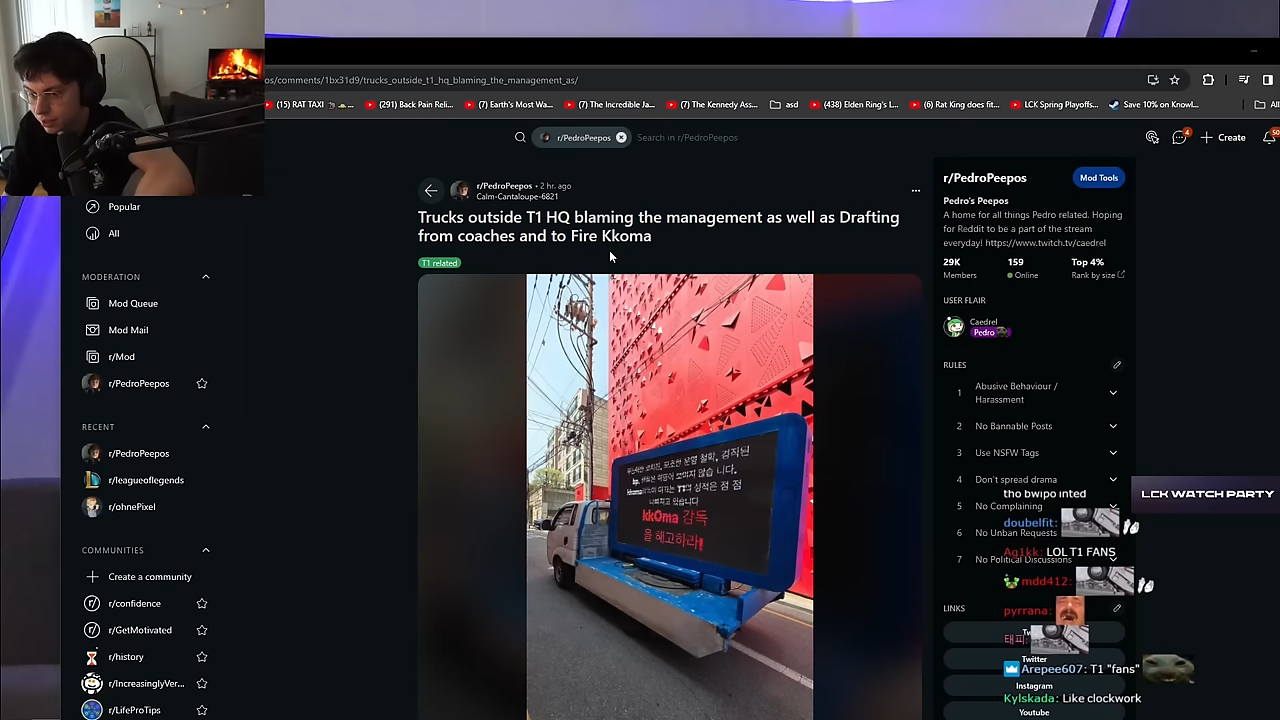 os/comments/1bx31d9/trucks_outside_t1_hq_blaming_the_management_as/
(15) RAT TAXI
(291) Back Pain Reli...
(7) Earth's Most Wa...
(7) The Incredible Ja...
(7) The Kennedy Ass...
asd
(438) Elden Ring's L...
(6) Rat King does fit...
LCK Spring Playoffs...
Save 10% on Knowl...
All
r/PedroPeepos
Search in r/PedroPeepos
4
Create
50
Popular
All
MODERATION
Mod Queue
Mod Mail
r/Mod
r/PedroPeepos
RECENT
r/PedroPeepos
r/leagueoflegends
r/ohnePixel
COMMUNITIES
Create a community
r/confidence
r/GetMotivated
r/history
r/IncreasinglyVer...
r/LifeProTips
r/PedroPeepos • 2 hr. ago
Calm-Cantaloupe-6821
Trucks outside T1 HQ blaming the management as well as Drafting
from coaches and to Fire Kkoma
T1 related
kkOma 감독
을 해고하라!
r/PedroPeepos
Mod Tools
Pedro's Peepos
A home for all things Pedro related. Hoping
for Reddit to be a part of the stream
everyday! https://www.twitch.tv/caedrel
29K
Members
159
Online
Top 4%
Rank by size
USER FLAIR
Caedrel
Pedro
RULES
1 Abusive Behaviour /
Harassment
2 No Bannable Posts
3 Use NSFW Tags
4 Don't spread drama
5 No Complaining
6 No Unban Requests
7 No Political Discussions
LINKS
Twitter
Instagram
Youtube
LCK WATCH PARTY
tho bwipo inted
doubelfit:
Aq1kk: LOL T1 FANS
mdd412:
pyrrana:
태피:
Arepee607: T1 "fans"
Kylskada: Like clockwork